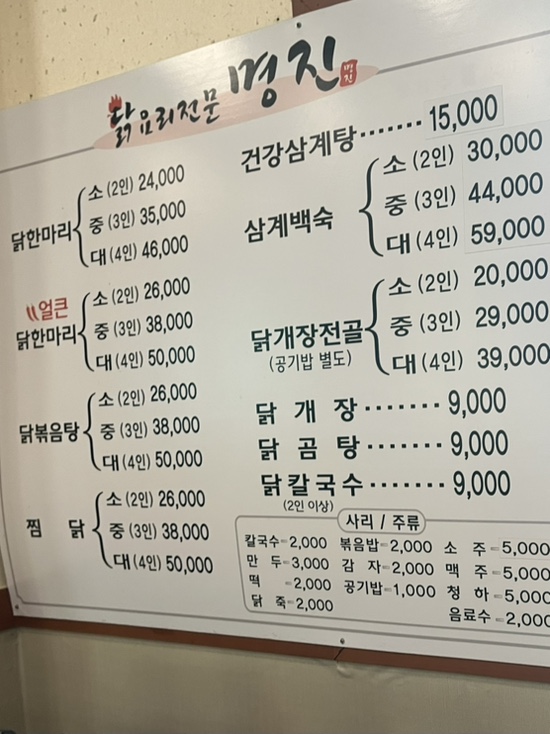 닭요리전문 명진
명진
닭한마리
소 (2인) 24,000
중 (3인) 35,000
대 (4인) 46,000
얼큰
닭한마리
소 (2인) 26,000
중 (3인) 38,000
대 (4인) 50,000
닭볶음탕
소 (2인) 26,000
중 (3인) 38,000
대 (4인) 50,000
찜 닭
소 (2인) 26,000
중 (3인) 38,000
대 (4인) 50,000
건강삼계탕 ······· 15,000
삼계백숙
소 (2인) 30,000
중 (3인) 44,000
대 (4인) 59,000
닭개장전골
(공기밥 별도)
소 (2인) 20,000
중 (3인) 29,000
대 (4인) 39,000
닭 개 장 ······· 9,000
닭 곰 탕 ······· 9,000
닭칼국수 ······· 9,000
(2인 이상)
사리 / 주류
칼국수-2,000 볶음밥-2,000 소 주-5,000
만 두-3,000 감 자-2,000 맥 주-5,000
떡 -2,000 공기밥-1,000 청 하-5,000
닭 죽-2,000 음료수-2,000